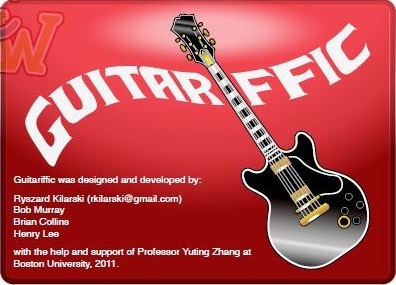 W
GUITARIFFIC
Guitariffic was designed and developed by:
Ryszard Kilarski (rkilarski@gmail.com)
Bob Murray
Brian Collins
Henry Lee
with the help and support of Professor Yuting Zhang at
Boston University, 2011.